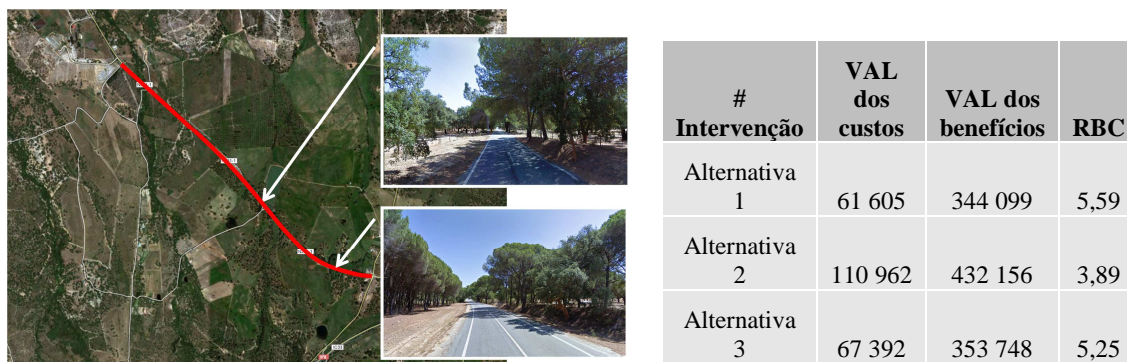 # Intervenção VAL dos custos VAL dos benefícios RBC
Alternativa 1 61 605 344 099 5,59
Alternativa 2 110 962 432 156 3,89
Alternativa 3 67 392 353 748 5,25